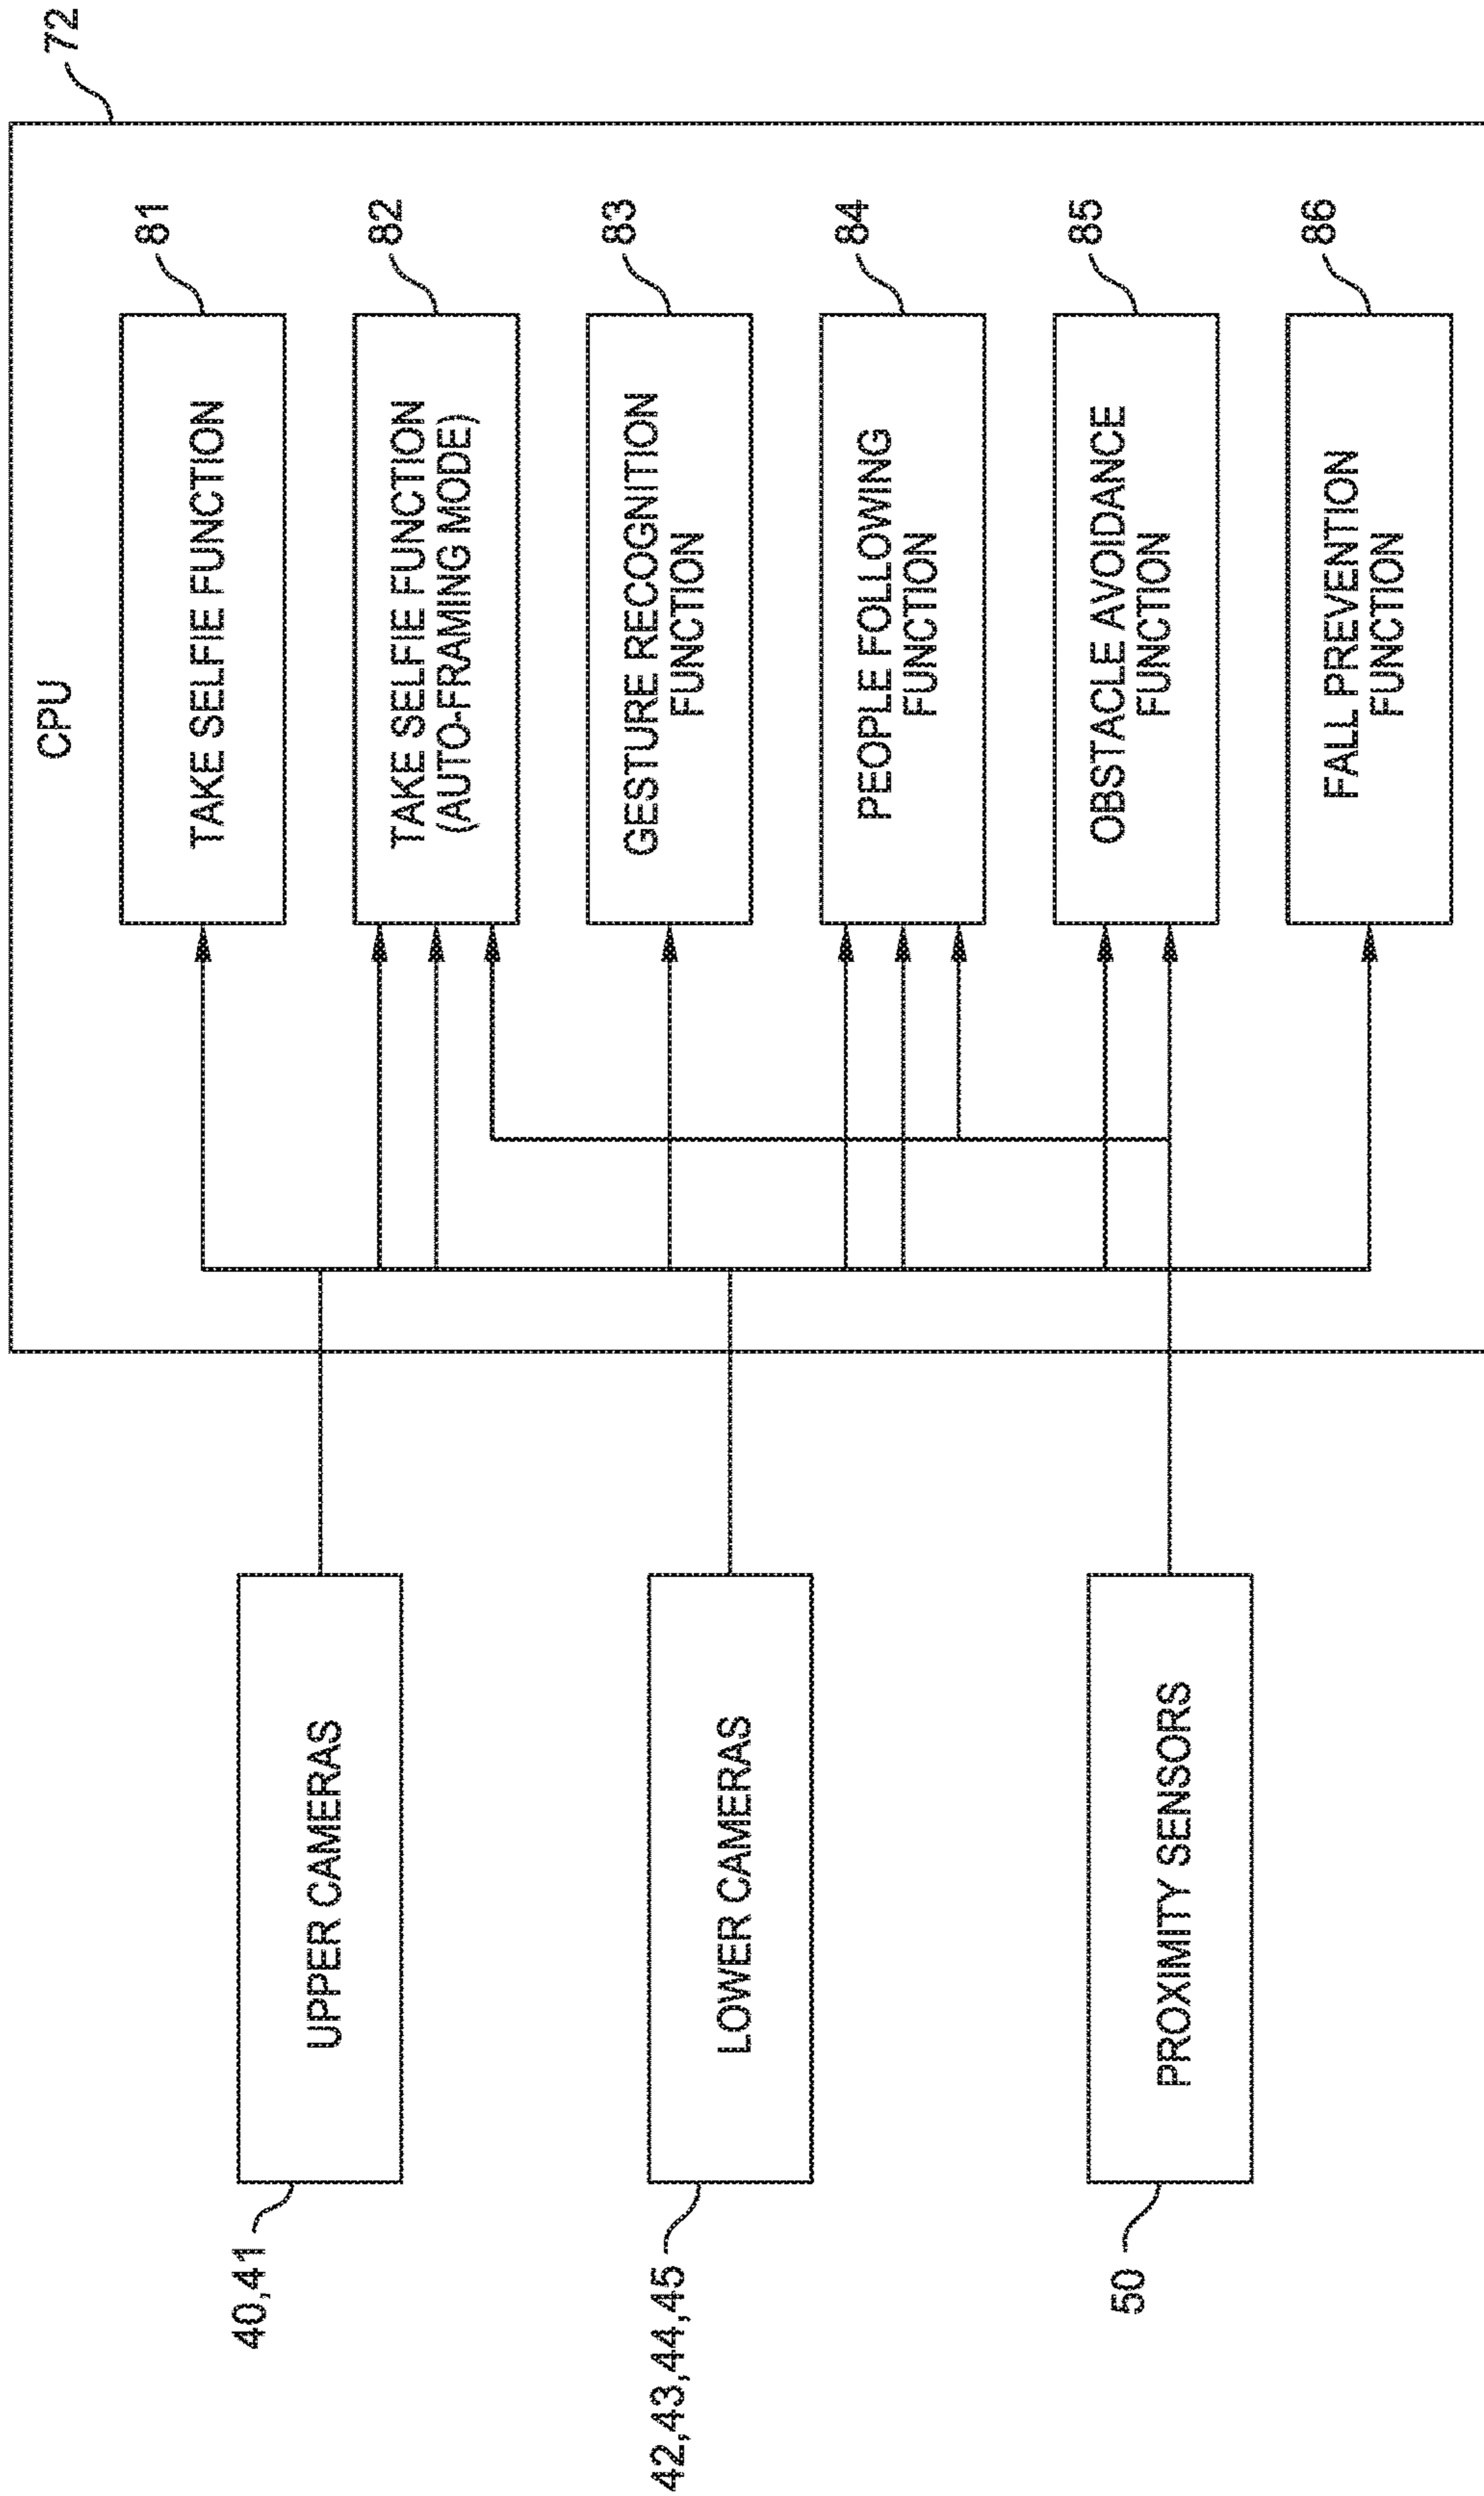 72
CPU
81
TAKE SELFIE FUNCTION
82
TAKE SELFIE FUNCTION
(AUTO-FRAMING MODE)
83
GESTURE RECOGNITION
FUNCTION
84
PEOPLE FOLLOWING
FUNCTION
85
OBSTACLE AVOIDANCE
FUNCTION
86
FALL PREVENTION
FUNCTION
UPPER CAMERAS
40,41
LOWER CAMERAS
42,43,44,45
PROXIMITY SENSORS
50